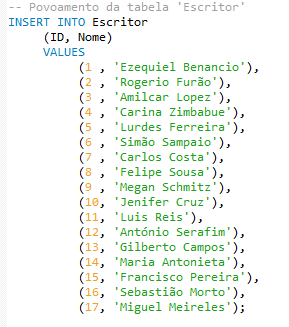 -- Povoamento da tabela 'Escritor'
INSERT INTO Escritor
(ID, Nome)
VALUES
(1 , 'Ezequiel Benancio'),
(2 , 'Rogerio Furão'),
(3 , 'Amilcar Lopez'),
(4 , 'Carina Zimbabue'),
(5 , 'Lurdes Ferreira'),
(6 , 'Simão Sampaio'),
(7 , 'Carlos Costa'),
(8 , 'Felipe Sousa'),
(9 , 'Megan Schmitz'),
(10, 'Jenifer Cruz'),
(11, 'Luis Reis'),
(12, 'António Serafim'),
(13, 'Gilberto Campos'),
(14, 'Maria Antonieta'),
(15, 'Francisco Pereira'),
(16, 'Sebastião Morto'),
(17, 'Miguel Meireles');